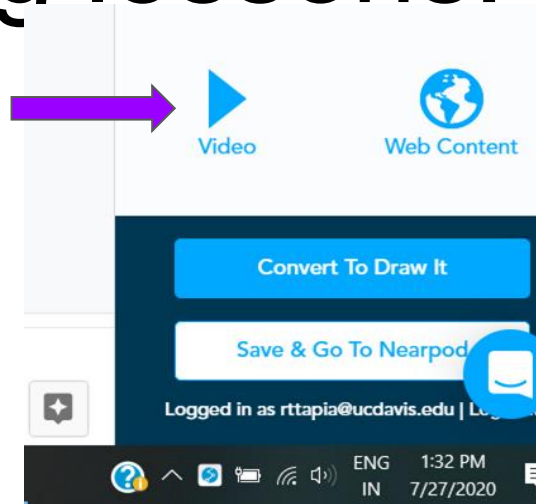 Video
Web Content
Convert To Draw It
Save & Go To Nearpod
Logged in as rttapia@ucdavis.edu |
ENG 1:32 PM
IN 7/27/2020